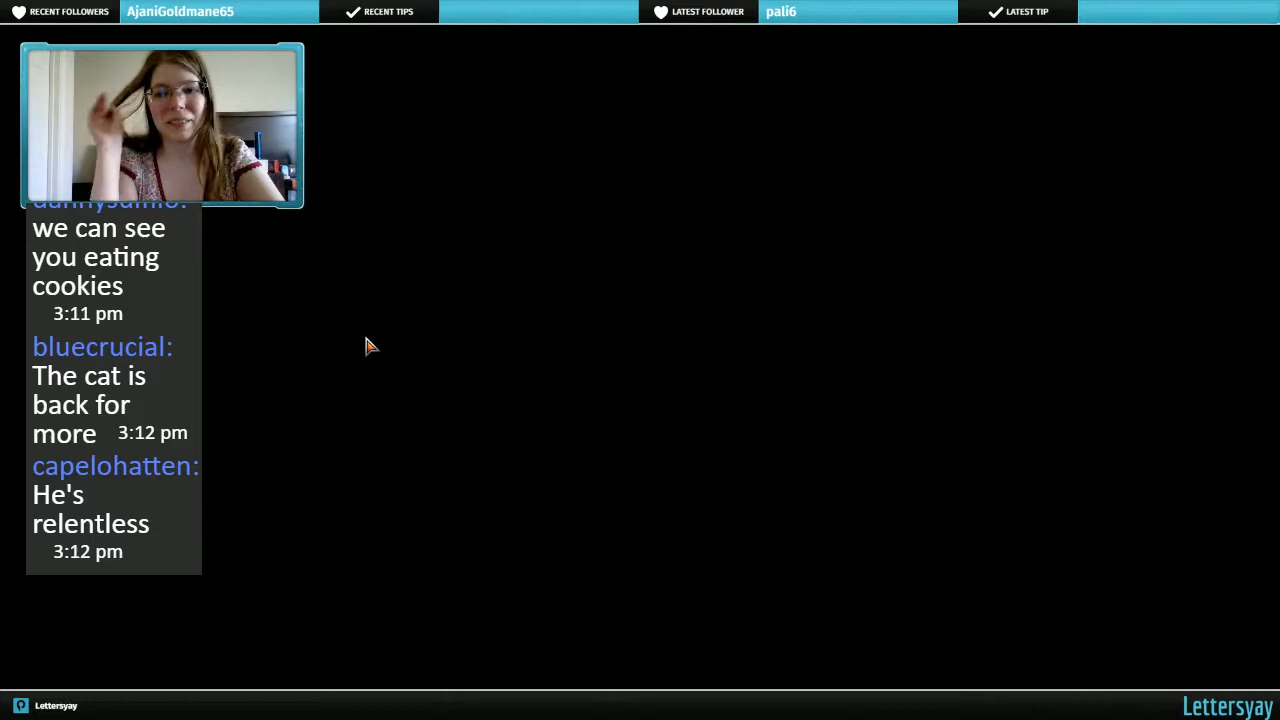 RECENT FOLLOWERS AjaniGoldmane65 RECENT TIPS LATEST FOLLOWER pali6 LATEST TIP
we can see
you eating
cookies
3:11 pm
bluecrucial:
The cat is
back for
more 3:12 pm
capelohatten:
He's
relentless
3:12 pm
Lettersyay Lettersyay